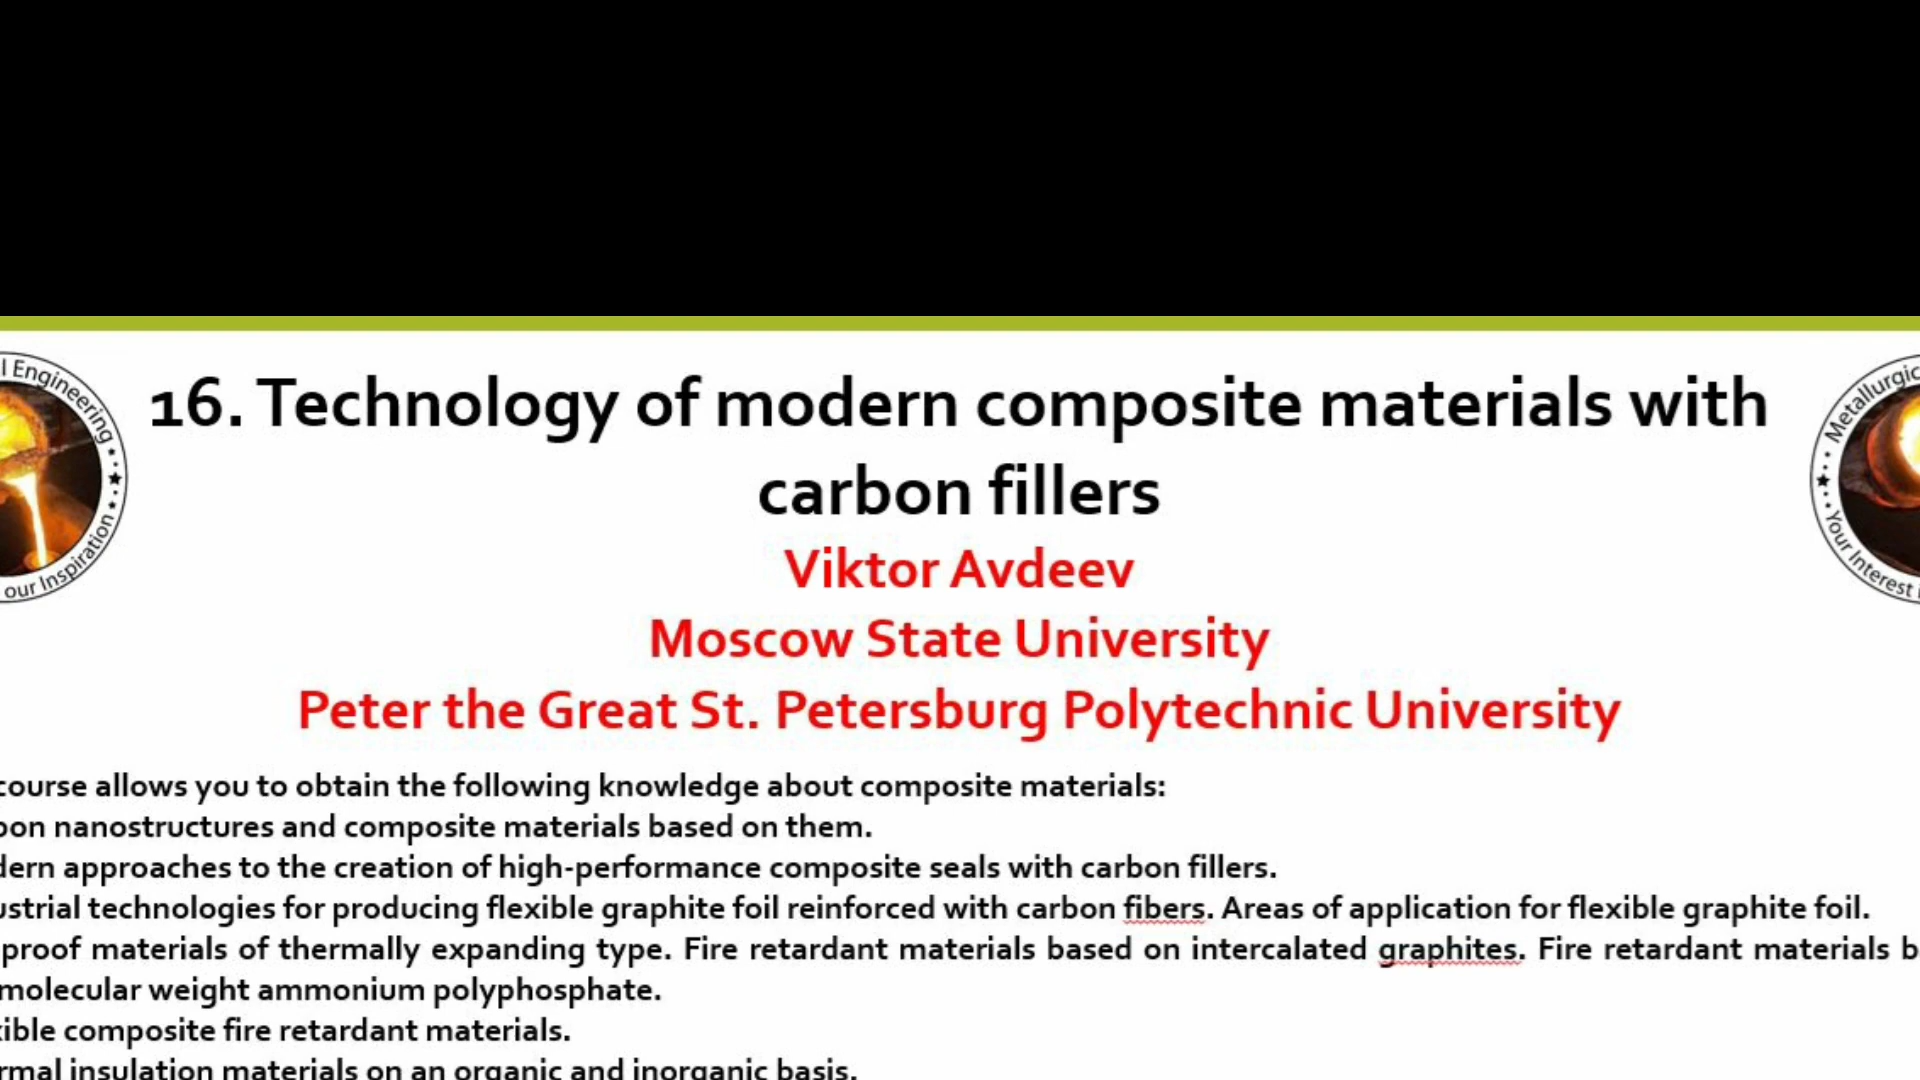 l Engineering
our Inspiration
16. Technology of modern composite materials with
carbon fillers
Metallurgic
Your Interest
Viktor Avdeev
Moscow State University
Peter the Great St. Petersburg Polytechnic University
course allows you to obtain the following knowledge about composite materials:
bon nanostructures and composite materials based on them.
dern approaches to the creation of high-performance composite seals with carbon fillers.
ustrial technologies for producing flexible graphite foil reinforced with carbon fibers. Areas of application for flexible graphite foil.
proof materials of thermally expanding type. Fire retardant materials based on intercalated graphites. Fire retardant materials b
molecular weight ammonium polyphosphate.
xible composite fire retardant materials.
rmal insulation materials on an organic and inorganic basis.